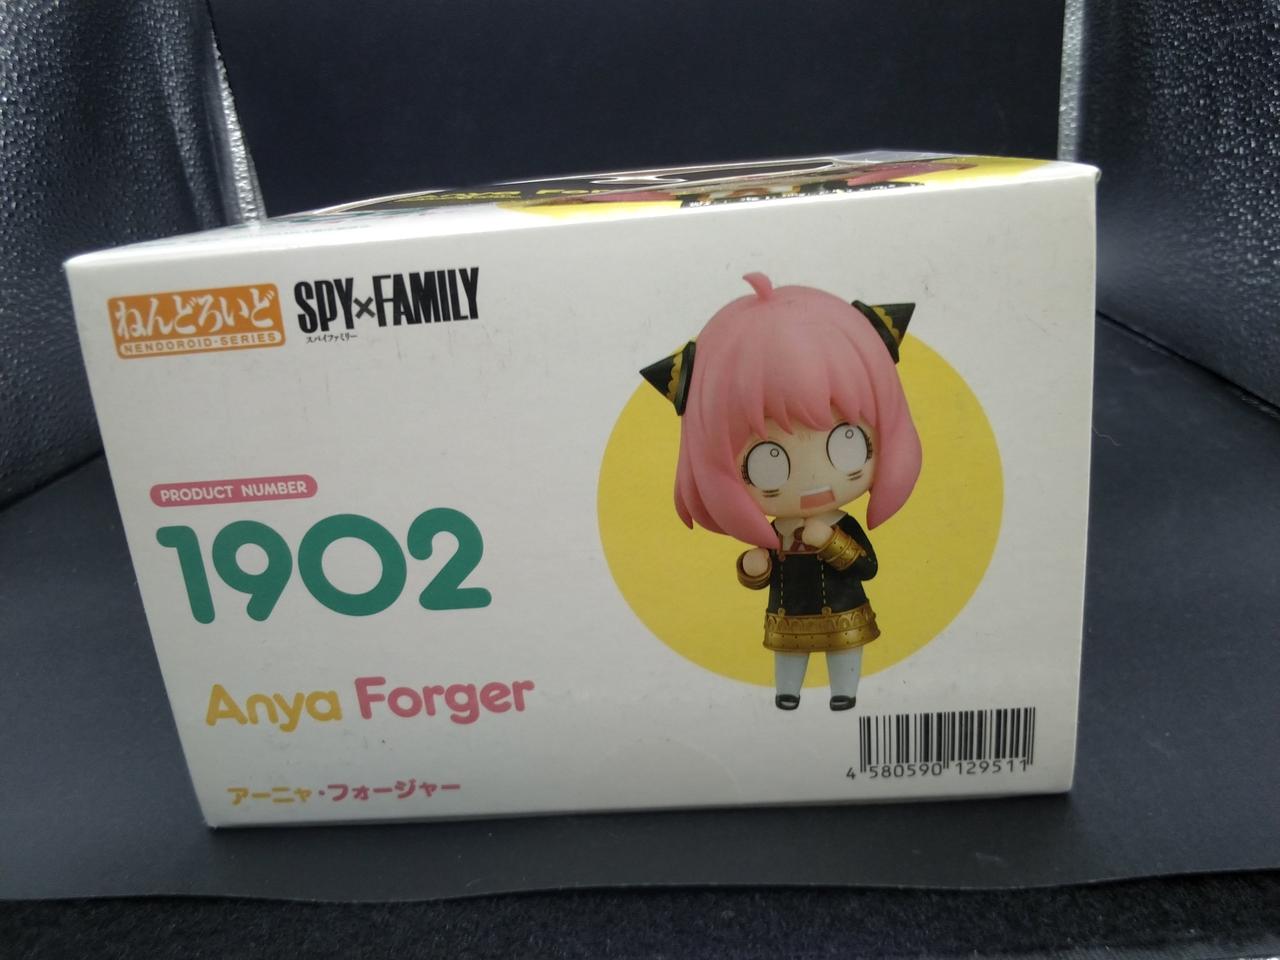 ねんどろいど
NENDOROID·SERIES
SPY×FAMILY
スパイファミリー
PRODUCT NUMBER
1902
Anya Forger
アーニャ・フォージャー
4 580590 129511